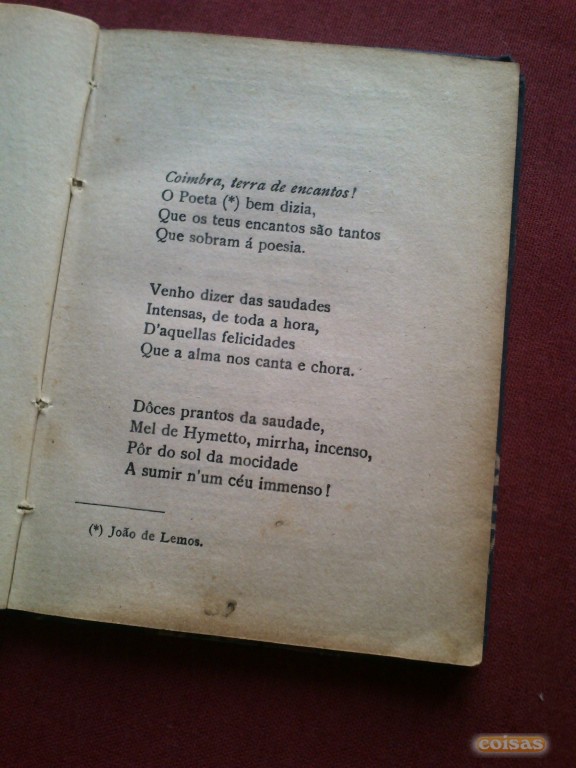 Coimbra, terra de encantos!
O Poeta (*) bem dizia,
Que os teus encantos são tantos
Que sobram á poesia.
Venho dizer das saudades
Intensas, de toda a hora,
D'aquellas felicidades
Que a alma nos canta e chora.
Dôces prantos da saudade,
Mel de Hymetto, mirrha, incenso,
Pôr do sol da mocidade
A sumir n'um céu immenso!
(*) João de Lemos.
coisas